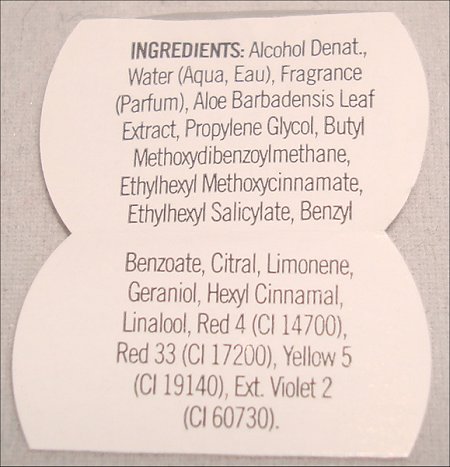 INGREDIENTS: Alcohol Denat.,
Water (Aqua, Eau), Fragrance
(Parfum), Aloe Barbadensis Leaf
Extract, Propylene Glycol, Butyl
Methoxydibenzoylmethane,
Ethylhexyl Methoxycinnamate,
Ethylhexyl Salicylate, Benzyl
Benzoate, Citral, Limonene,
Geraniol, Hexyl Cinnamal,
Linalool, Red 4 (CI 14700),
Red 33 (CI 17200), Yellow 5
(CI 19140), Ext. Violet 2
(CI 60730).